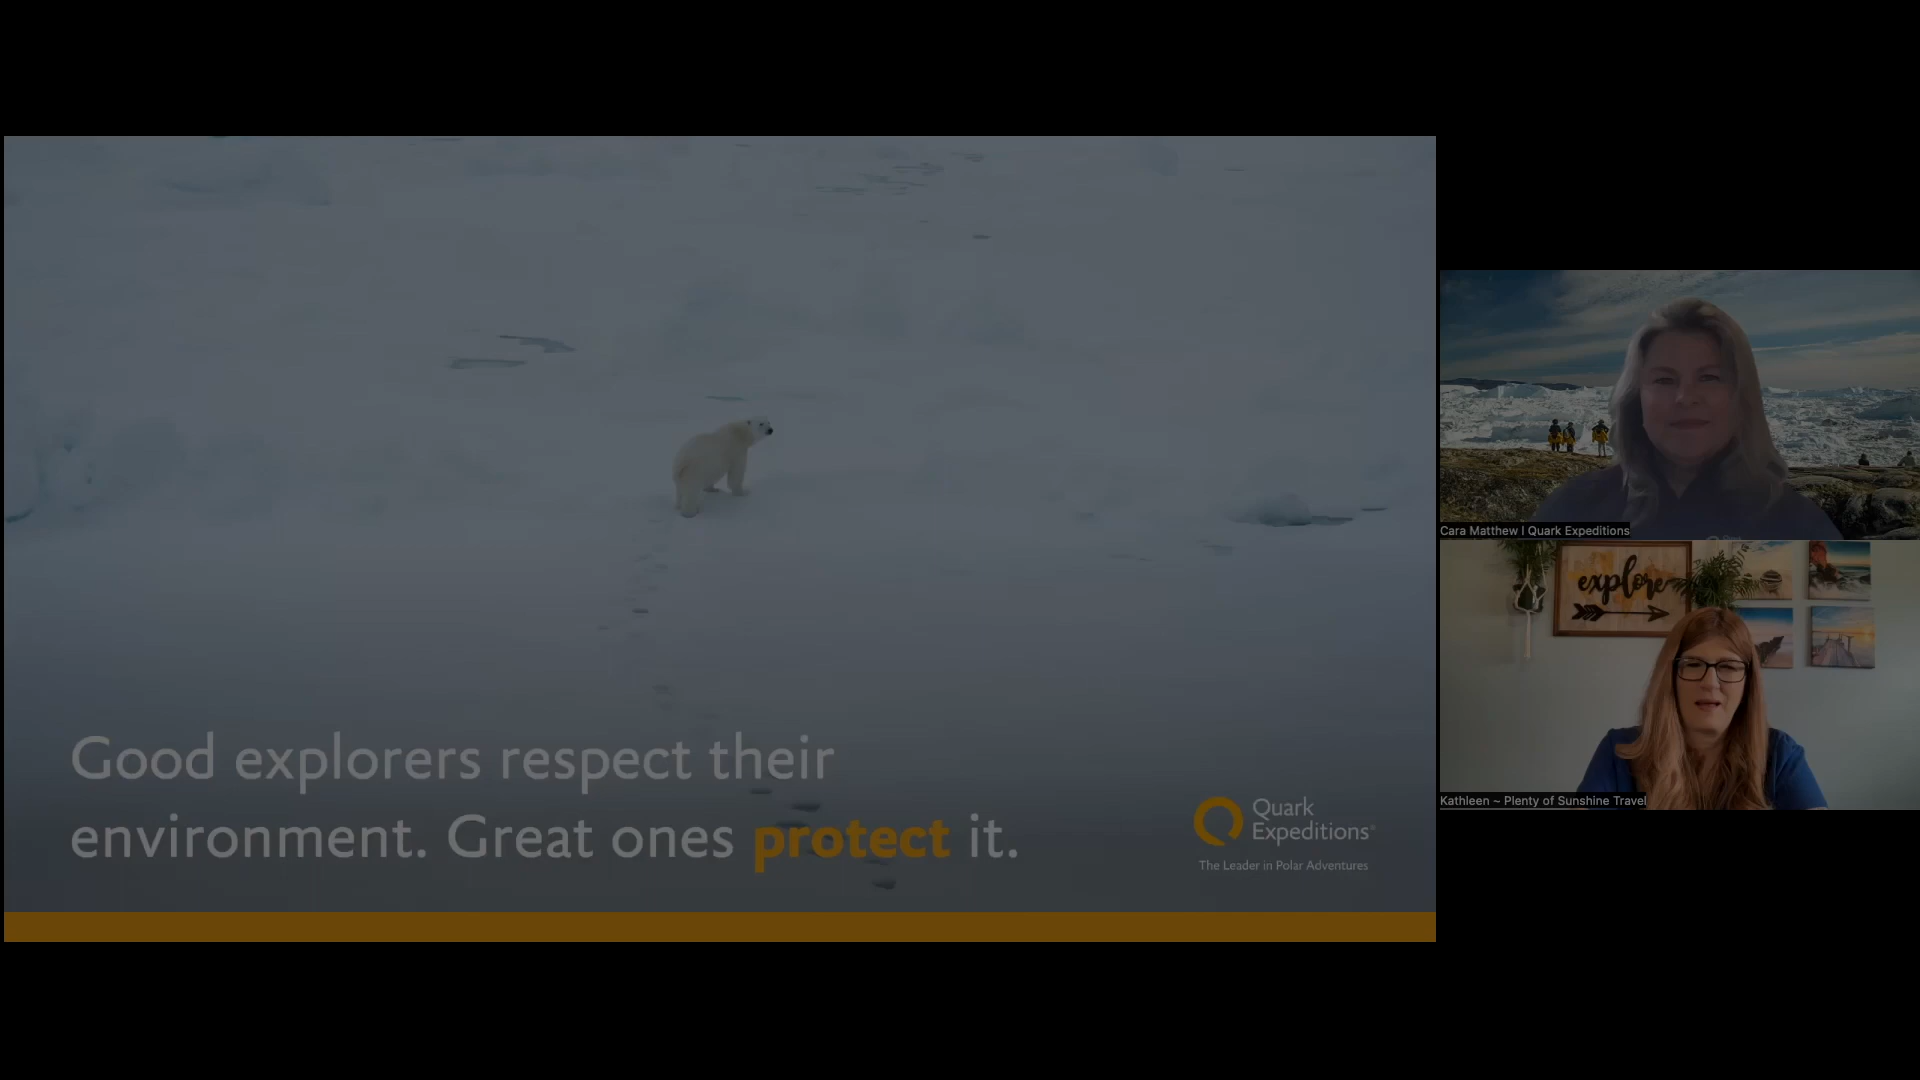 Good explorers respect their
environment. Great ones protect it.
Quark
Expeditions®
The Leader in Polar Adventures
Cara Matthew | Quark Expeditions
explore
Kathleen ~ Plenty of Sunshine Travel